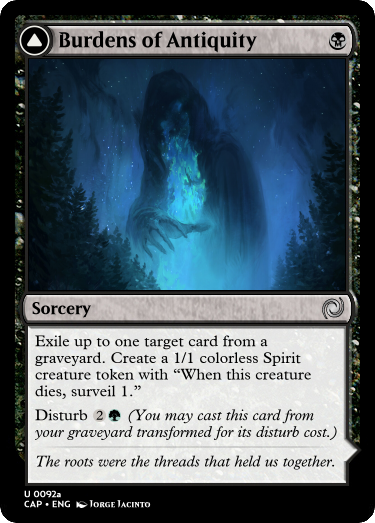 Burdens of Antiquity
Sorcery
Exile up to one target card from a
graveyard. Create a 1/1 colorless Spirit
creature token with “When this creature
dies, surveil 1.”
Disturb 2 (You may cast this card from
your graveyard transformed for its disturb cost.)
The roots were the threads that held us together.
U 0092a
CAP • ENG Jorge Jacinto